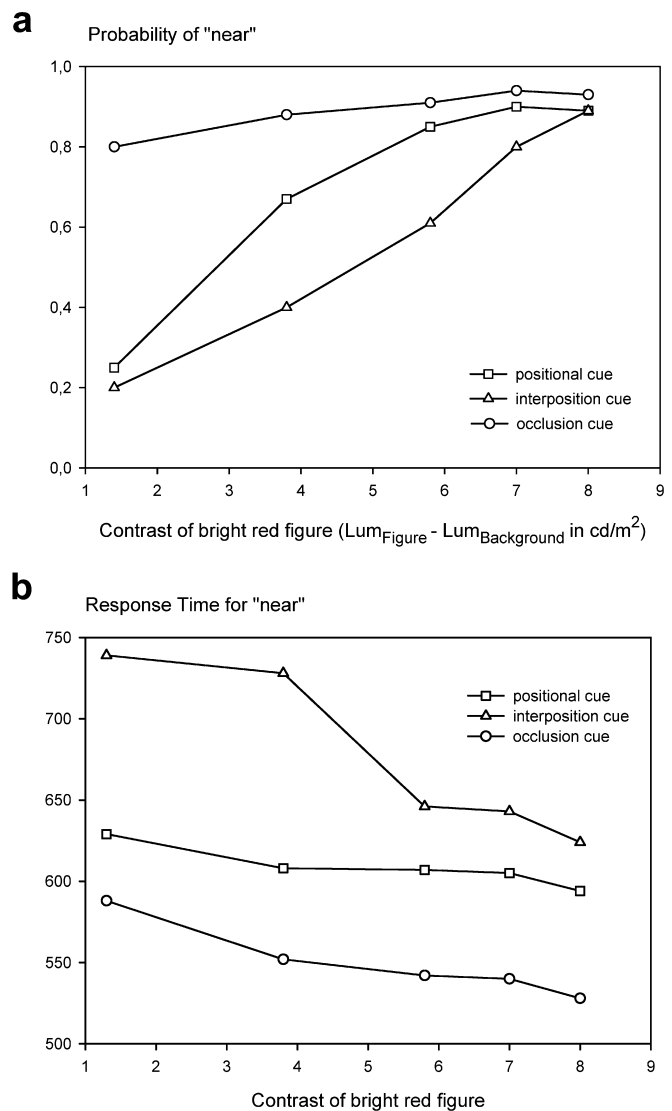 a
Probability of "near"
1,0
0,8
0,6
0,4
0,2
0,0
positional cue
interposition cue
occlusion cue
1 2 3 4 5 6 7 8 9
Contrast of bright red figure (LumFigure - LumBackground in cd/m2)
b
Response Time for "near"
750
700
650
600
550
500
positional cue
interposition cue
occlusion cue
1 2 3 4 5 6 7 8 9
Contrast of bright red figure